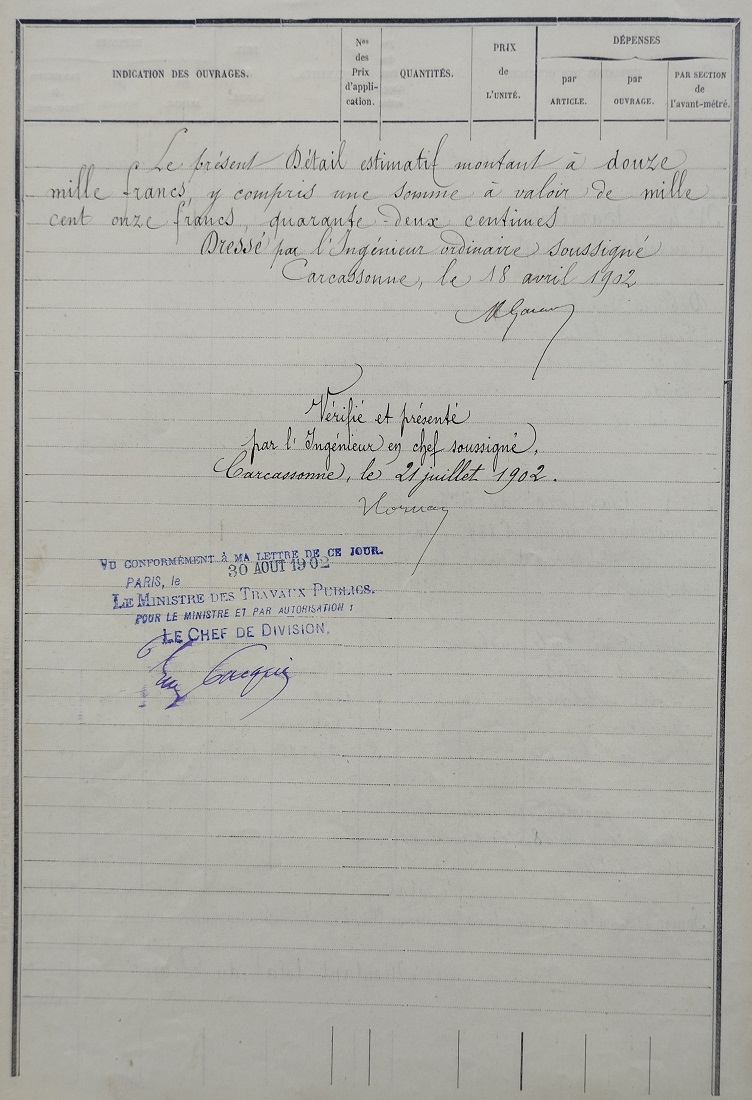 INDICATION DES OUVRAGES.
Nos
des
Prix
d'appli-
cation.
QUANTITÉS.
PRIX
de
L'UNITÉ.
DÉPENSES
par
ARTICLE.
par
OUVRAGE.
PAR SECTION
de
l'avant-métré.
Le présent Détail estimatif montant à douze
mille francs, y compris une somme à valoir de mille
cent onze francs, quarante-deux centimes
Dressé par l'Ingénieur ordinaire soussigné
Carcassonne, le 18 avril 1902
Vérifié et présenté
par l'Ingénieur en chef soussigné,
Carcassonne, le 21 juillet 1902.
VU CONFORMÉMENT à MA LETTRE DE CE JOUR.
PARIS, le 30 AOUT 1902
LE MINISTRE DES TRAVAUX PUBLICS.
POUR LE MINISTRE ET PAR AUTORISATION :
LE CHEF DE DIVISION,